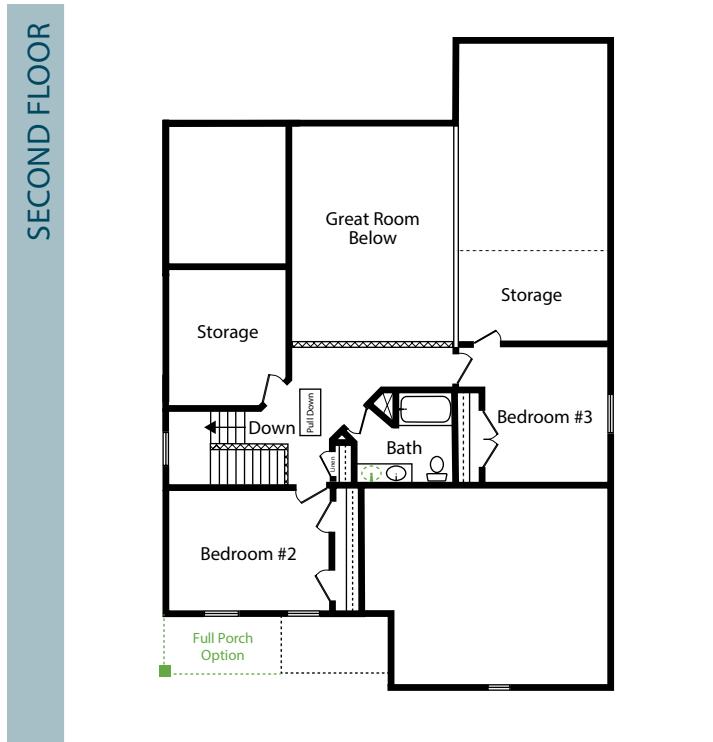 SECOND FLOOR
Great Room
Below
Storage
Storage
Pull Down
Down
Bedroom #3
Bath
Linen
Bedroom #2
Full Porch
Option